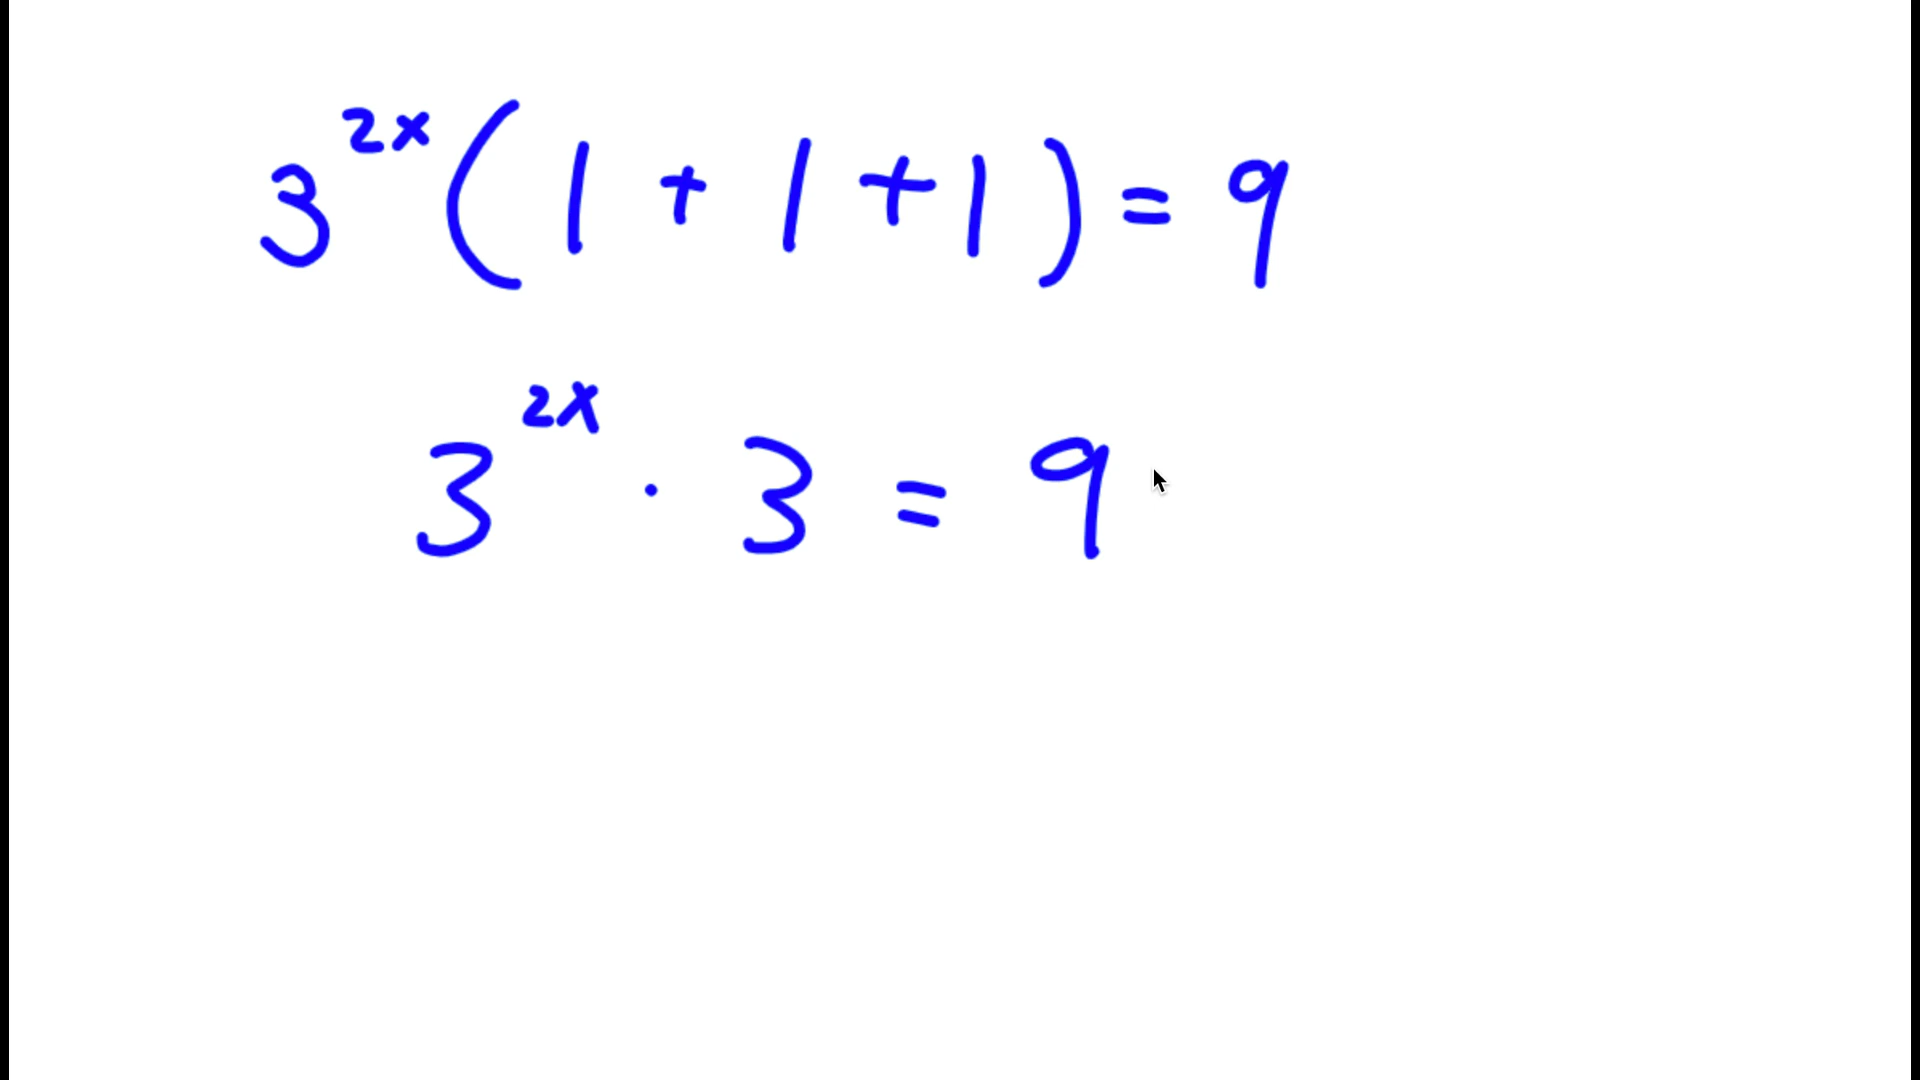 3^{2x}(1 + 1 + 1) = 9
3^{2x} · 3 = 9